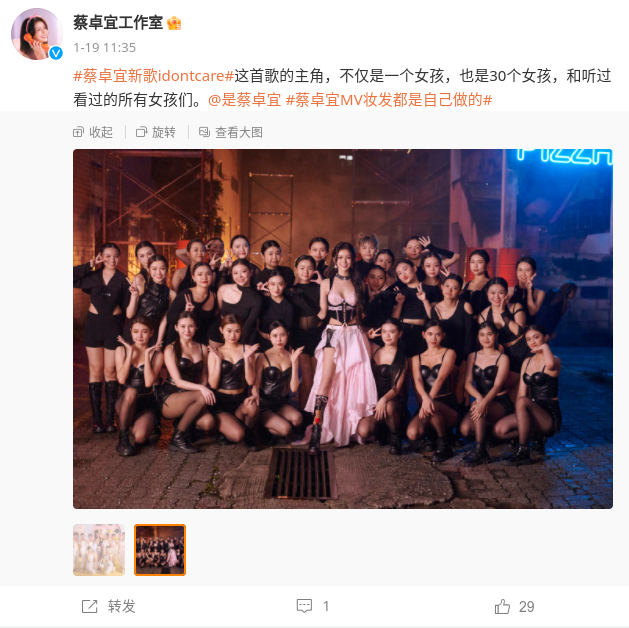 蔡卓宜工作室
1-19 11:35
#蔡卓宜新歌idontcare#这首歌的主角，不仅是一个女孩，也是30个女孩，和听过
看过的所有女孩们。@是蔡卓宜 #蔡卓宜MV妆发都是自己做的#
收起 旋转 查看大图
PIZZA
转发 1 29